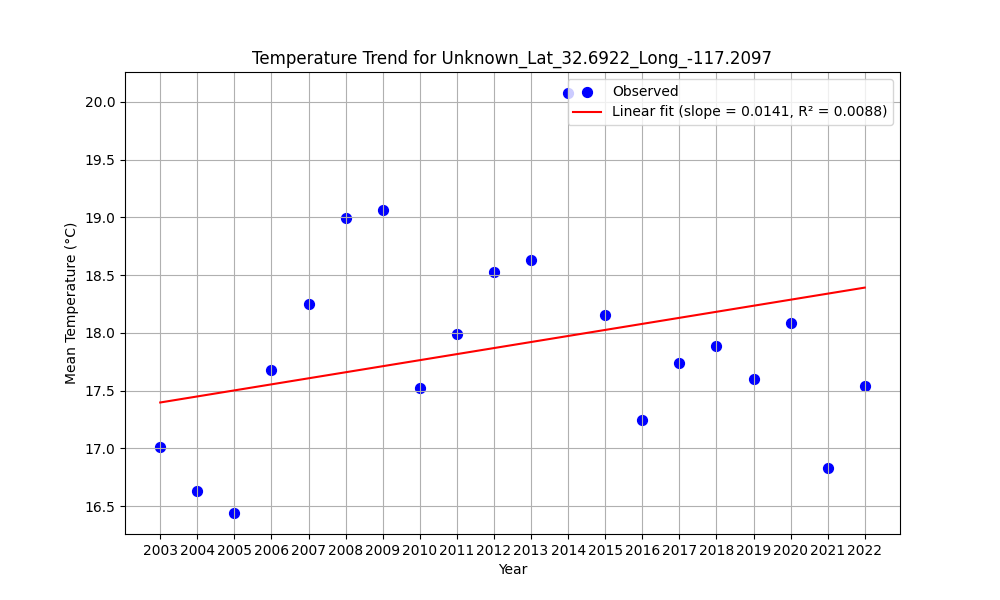 Temperature Trend for Unknown_Lat_32.6922_Long_-117.2097
Observed
Linear fit (slope = 0.0141, R² = 0.0088)
Mean Temperature (°C)
20.0
19.5
19.0
18.5
18.0
17.5
17.0
16.5
2003 2004 2005 2006 2007 2008 2009 2010 2011 2012 2013 2014 2015 2016 2017 2018 2019 2020 2021 2022
Year